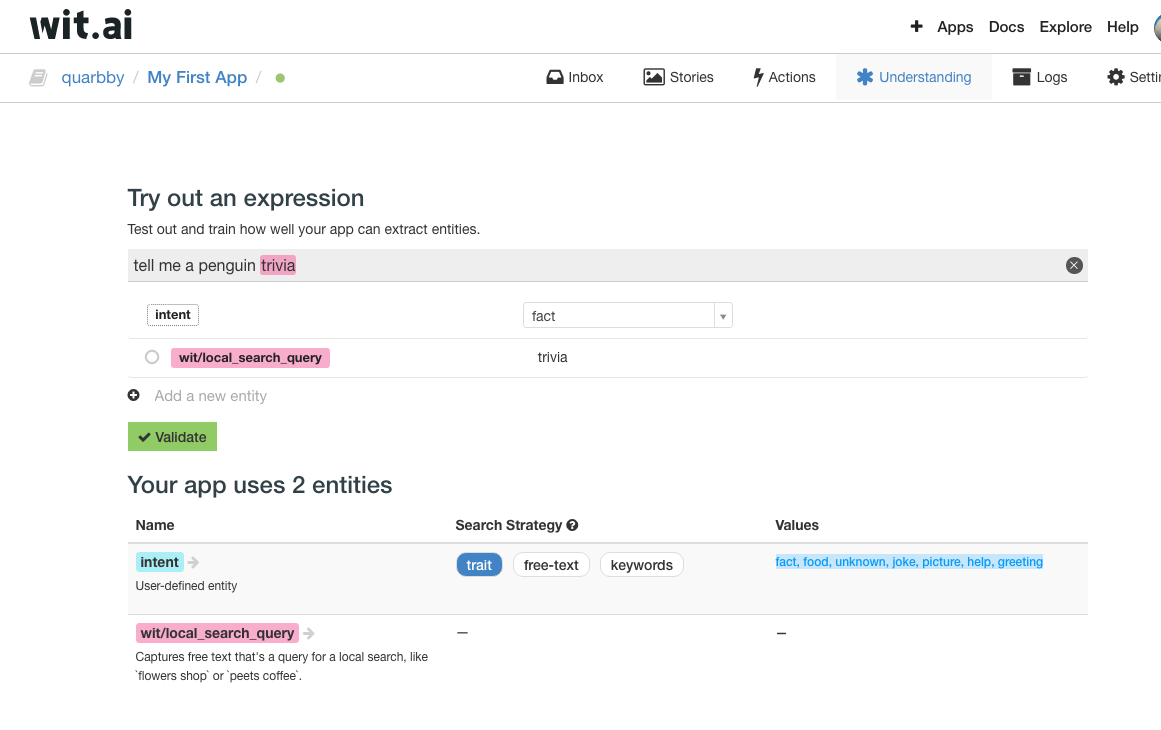 wit.ai
Apps Docs Explore Help
quarbby / My First App /
Inbox Stories Actions Understanding Logs Setti
Try out an expression
Test out and train how well your app can extract entities.
tell me a penguin trivia
intent fact
wit/local_search_query trivia
Add a new entity
Validate
Your app uses 2 entities
Name Search Strategy Values
intent trait free-text keywords fact, food, unknown, joke, picture, help, greeting
User-defined entity
wit/local_search_query – –
Captures free text that's a query for a local search, like
`flowers shop` or `peets coffee`.